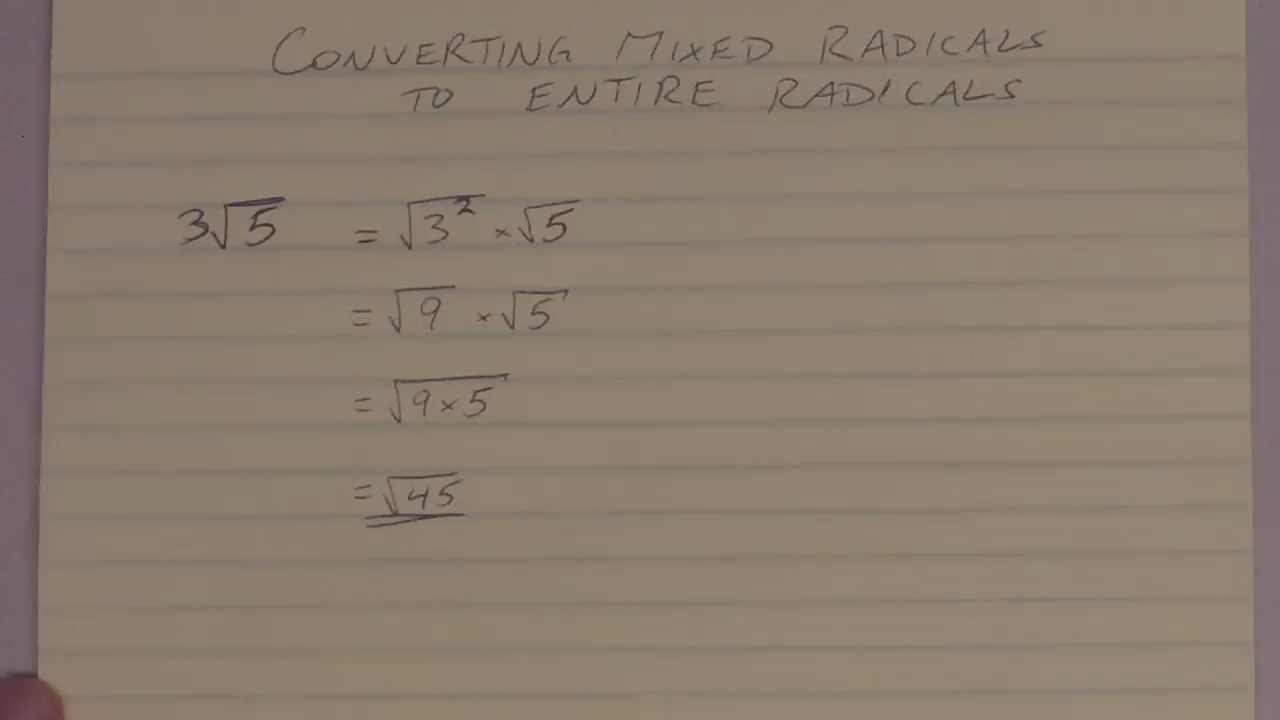 CONVERTING MIXED RADICALS
TO ENTIRE RADICALS
3√5 = √3² × √5
= √9 × √5
= √9×5
= √45